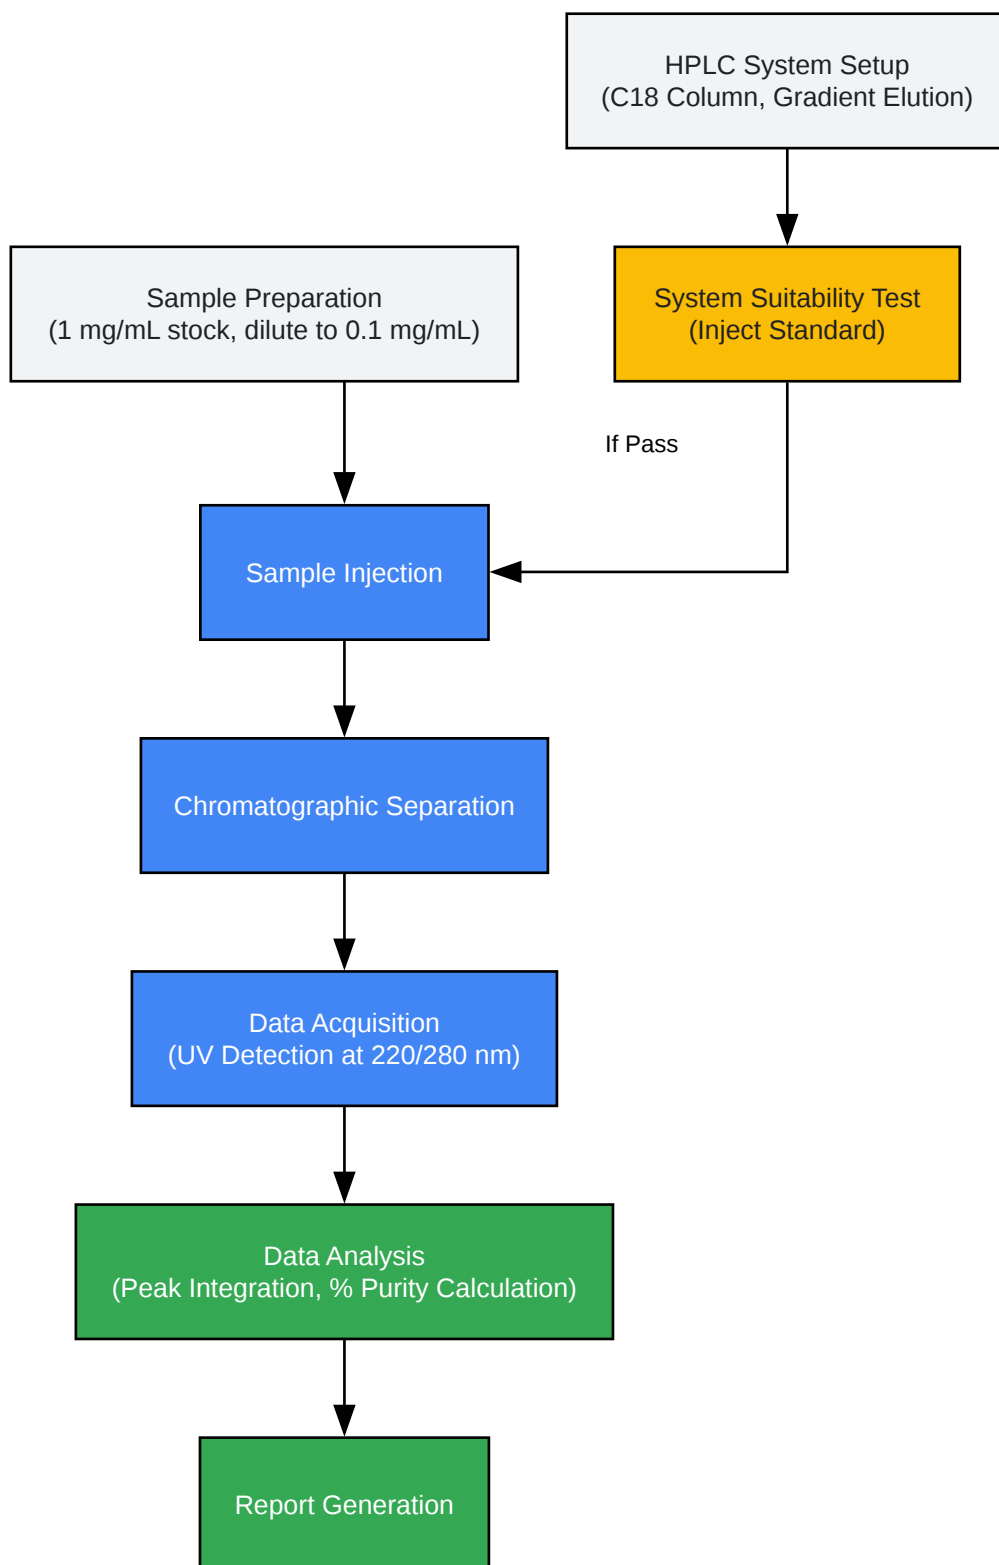 HPLC System Setup
(C18 Column, Gradient Elution)
Sample Preparation
(1 mg/mL stock, dilute to 0.1 mg/mL)
System Suitability Test
(Inject Standard)
If Pass
Sample Injection
Chromatographic Separation
Data Acquisition
(UV Detection at 220/280 nm)
Data Analysis
(Peak Integration, % Purity Calculation)
Report Generation